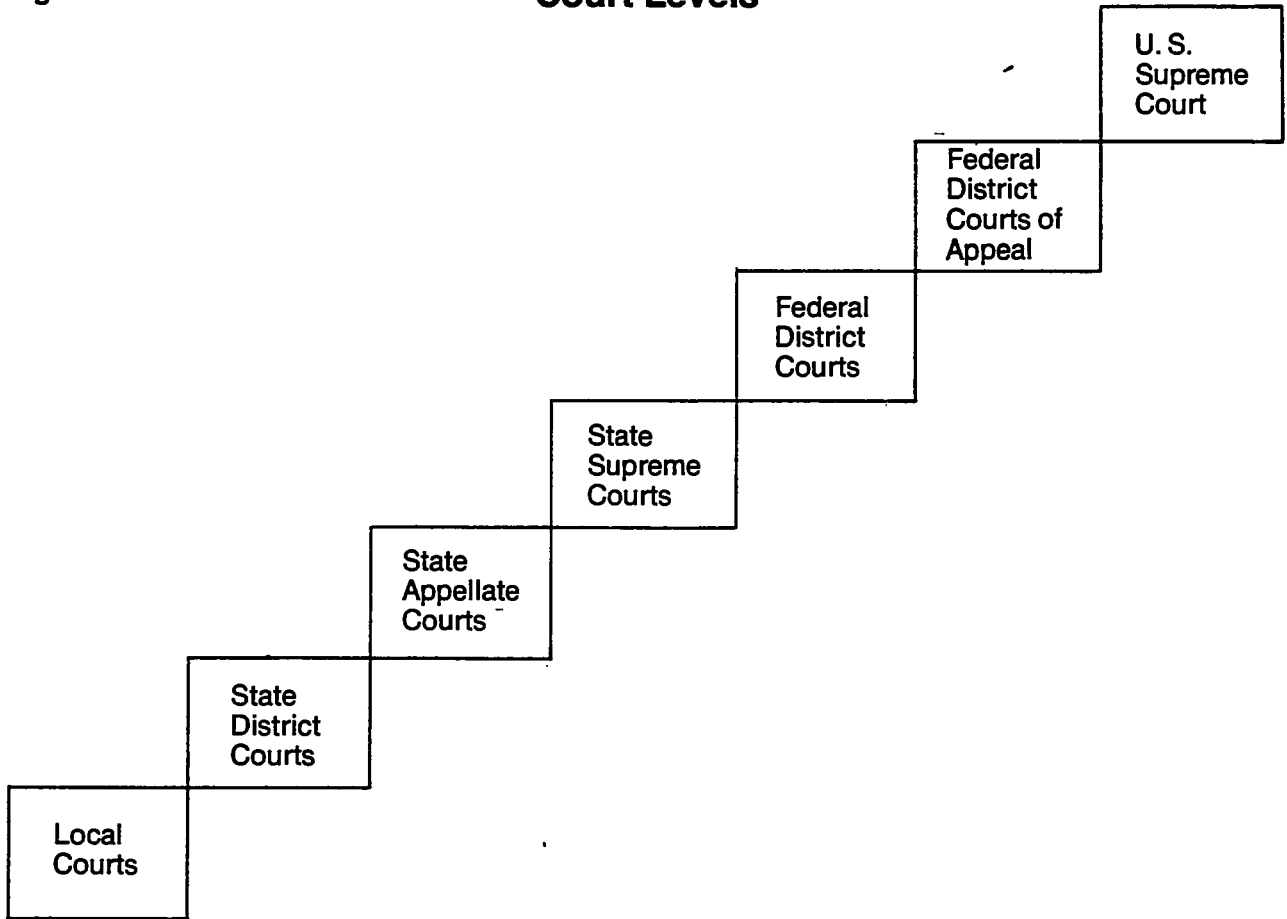 Court Levels
U. S.
Supreme
Court
Federal
District
Courts of
Appeal
Federal
District
Courts
State
Supreme
Courts
State
Appellate
Courts
State
District
Courts
Local
Courts